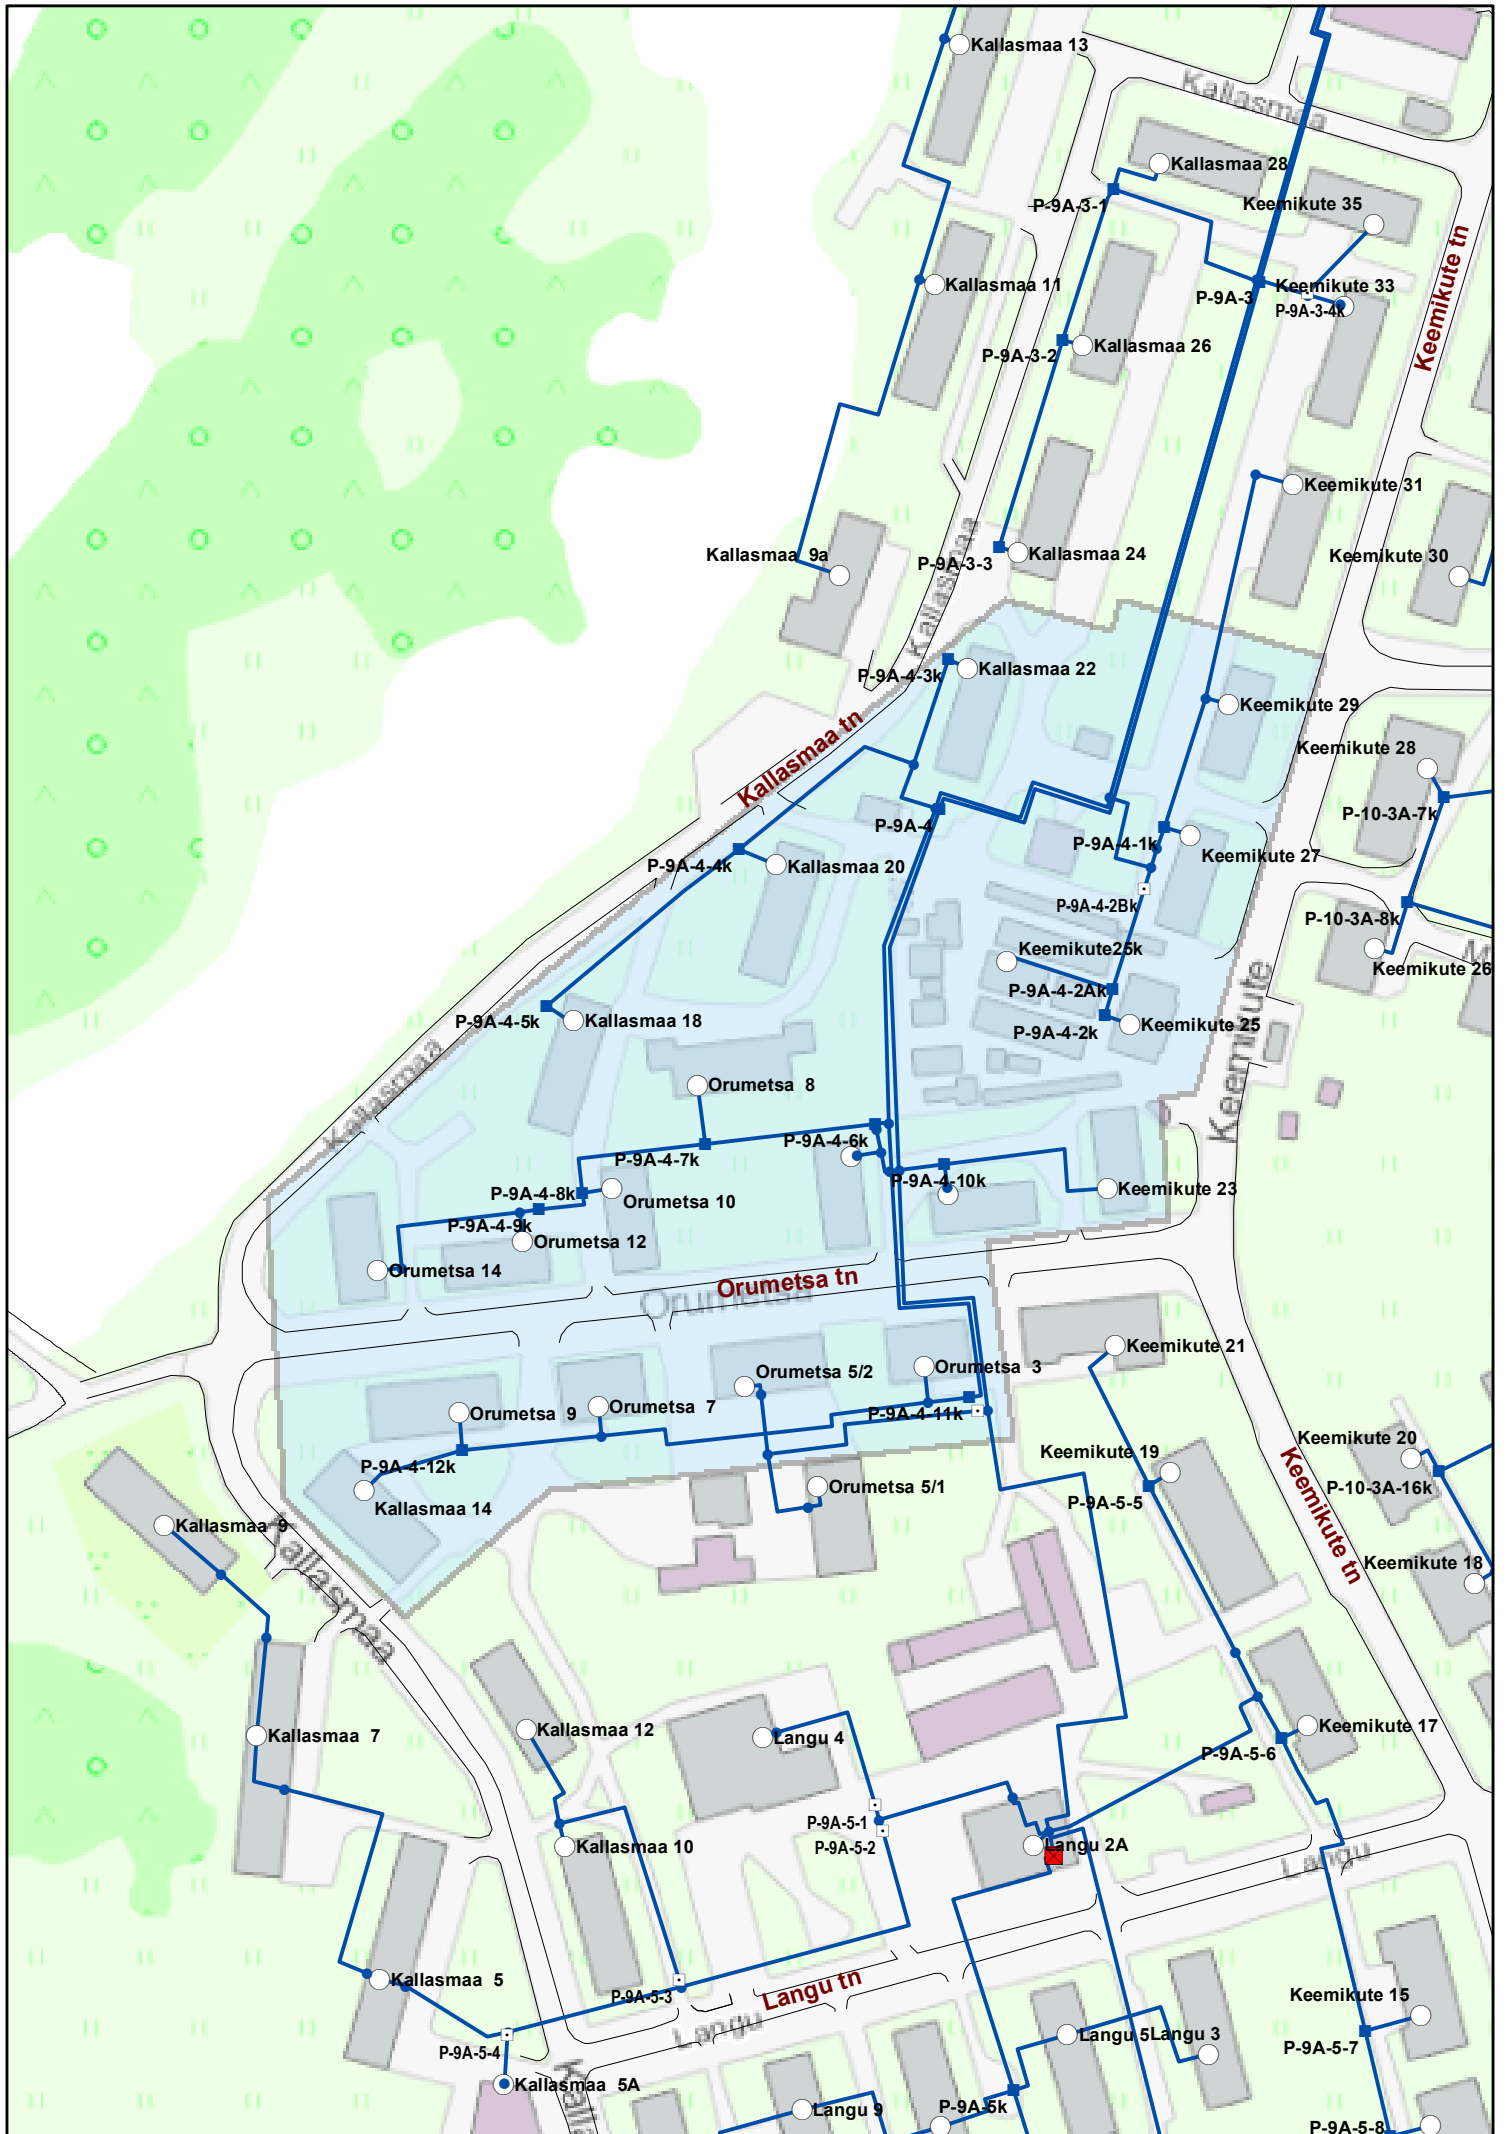 Kallasmaa 13
Kallasmaa
Kallasmaa 28
P-9A-3-1
Keemikute 35
Keemikute tn
Kallasmaa 11
P-9A-3
Keemikute 33
P-9A-3-4k
P-9A-3-2
Kallasmaa 26
Keemikute 31
Kallasmaa 9a
P-9A-3-3
Kallasmaa 24
Keemikute 30
Kallasmaa
P-9A-4-3k
Kallasmaa 22
Keemikute 29
Kallasmaa tn
Keemikute 28
P-10-3A-7k
P-9A-4
P-9A-4-1k
Keemikute 27
P-9A-4-4k
Kallasmaa 20
P-9A-4-2Bk
P-10-3A-8k
Keemikute25k
Keemikute 26
P-9A-4-2Ak
P-9A-4-5k
Kallasmaa 18
P-9A-4-2k
Keemikute 25
Keemikute
Kallasmaa
Orumetsa 8
P-9A-4-6k
P-9A-4-7k
P-9A-4-10k
Keemikute 23
P-9A-4-8k
Orumetsa 10
P-9A-4-9k
Orumetsa 12
Orumetsa 14
Orumetsa tn
Orumetsa
Keemikute 21
Orumetsa 5/2
Orumetsa 3
Orumetsa 9
Orumetsa 7
P-9A-4-11k
Keemikute 19
Keemikute 20
P-9A-4-12k
Kallasmaa 14
Orumetsa 5/1
P-9A-5-5
P-10-3A-16k
Keemikute tn
Kallasmaa 9
Kallasmaa
Keemikute 18
Kallasmaa 7
Kallasmaa 12
Langu 4
Keemikute 17
P-9A-5-6
P-9A-5-1
P-9A-5-2
Kallasmaa 10
Langu 2A
Langu
Kallasmaa 5
P-9A-5-3
Langu tn
Langu
Keemikute 15
P-9A-5-4
Langu 5
Langu 3
P-9A-5-7
Kallasmaa 5A
Langu 9
P-9A-5k
P-9A-5-8